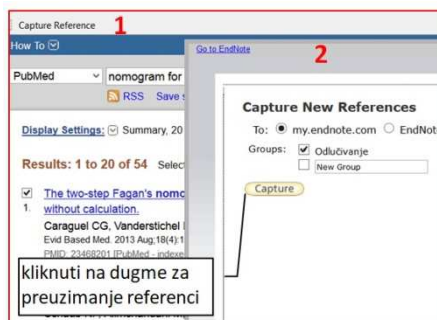 Capture Reference
1
How To
Go to EndNote
2
PubMed
nomogram for
RSS Save s
Display Settings: Summary, 20
Results: 1 to 20 of 54 Selec
The two-step Fagan's nomo
1. without calculation.
Caraguel CG, Vanderstichel
Evid Based Med. 2013 Aug;18(4):1
PMID: 23468201 [PubMed - indexe
kliknuti na dugme za
preuzimanje referenci
Capture New References
To: my.endnote.com EndNote
Groups: Odlučivanje
New Group
Capture